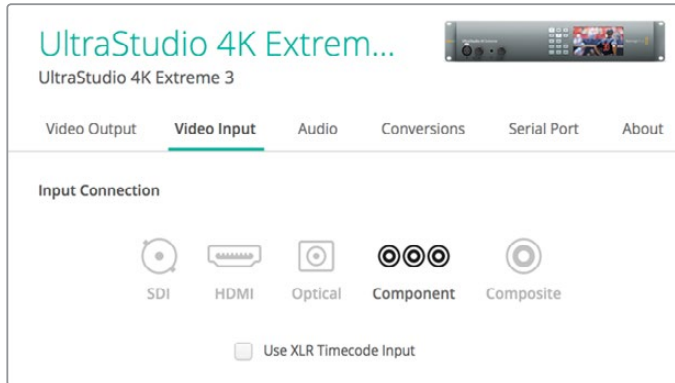 UltraStudio 4K Extrem...
UltraStudio 4K Extreme 3
Video Output Video Input Audio Conversions Serial Port About
Input Connection
SDI HDMI Optical Component Composite
Use XLR Timecode Input